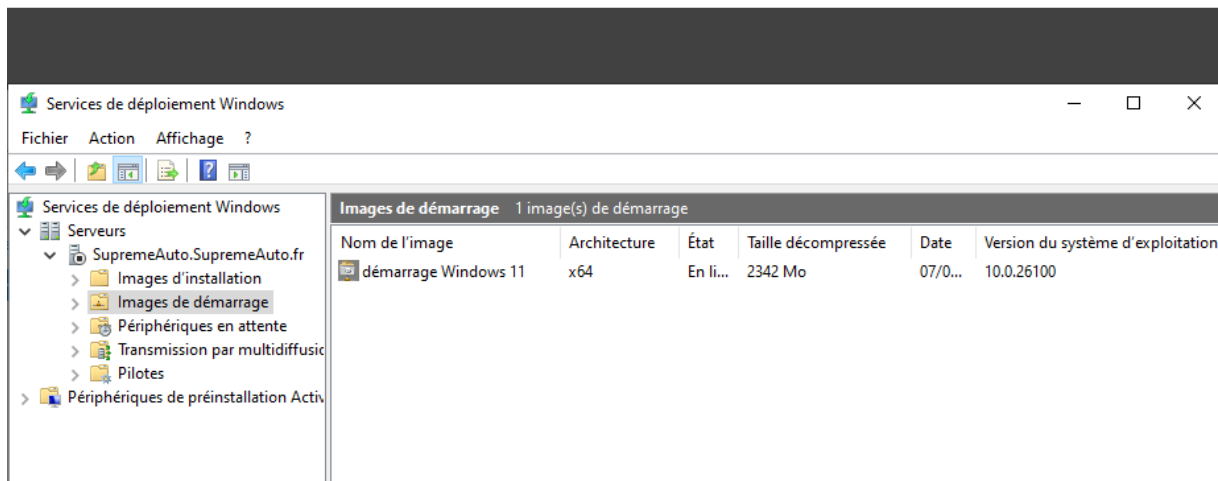 Services de déploiement Windows
Fichier Action Affichage ?
Services de déploiement Windows
Serveurs
SupremeAuto.SupremeAuto.fr
Images d'installation
Images de démarrage
Périphériques en attente
Transmission par multidiffusic
Pilotes
Périphériques de préinstallation Activ
Images de démarrage 1 image(s) de démarrage
Nom de l'image Architecture État Taille décompressée Date Version du système d'exploitation
démarrage Windows 11 x64 En li... 2342 Mo 07/0... 10.0.26100